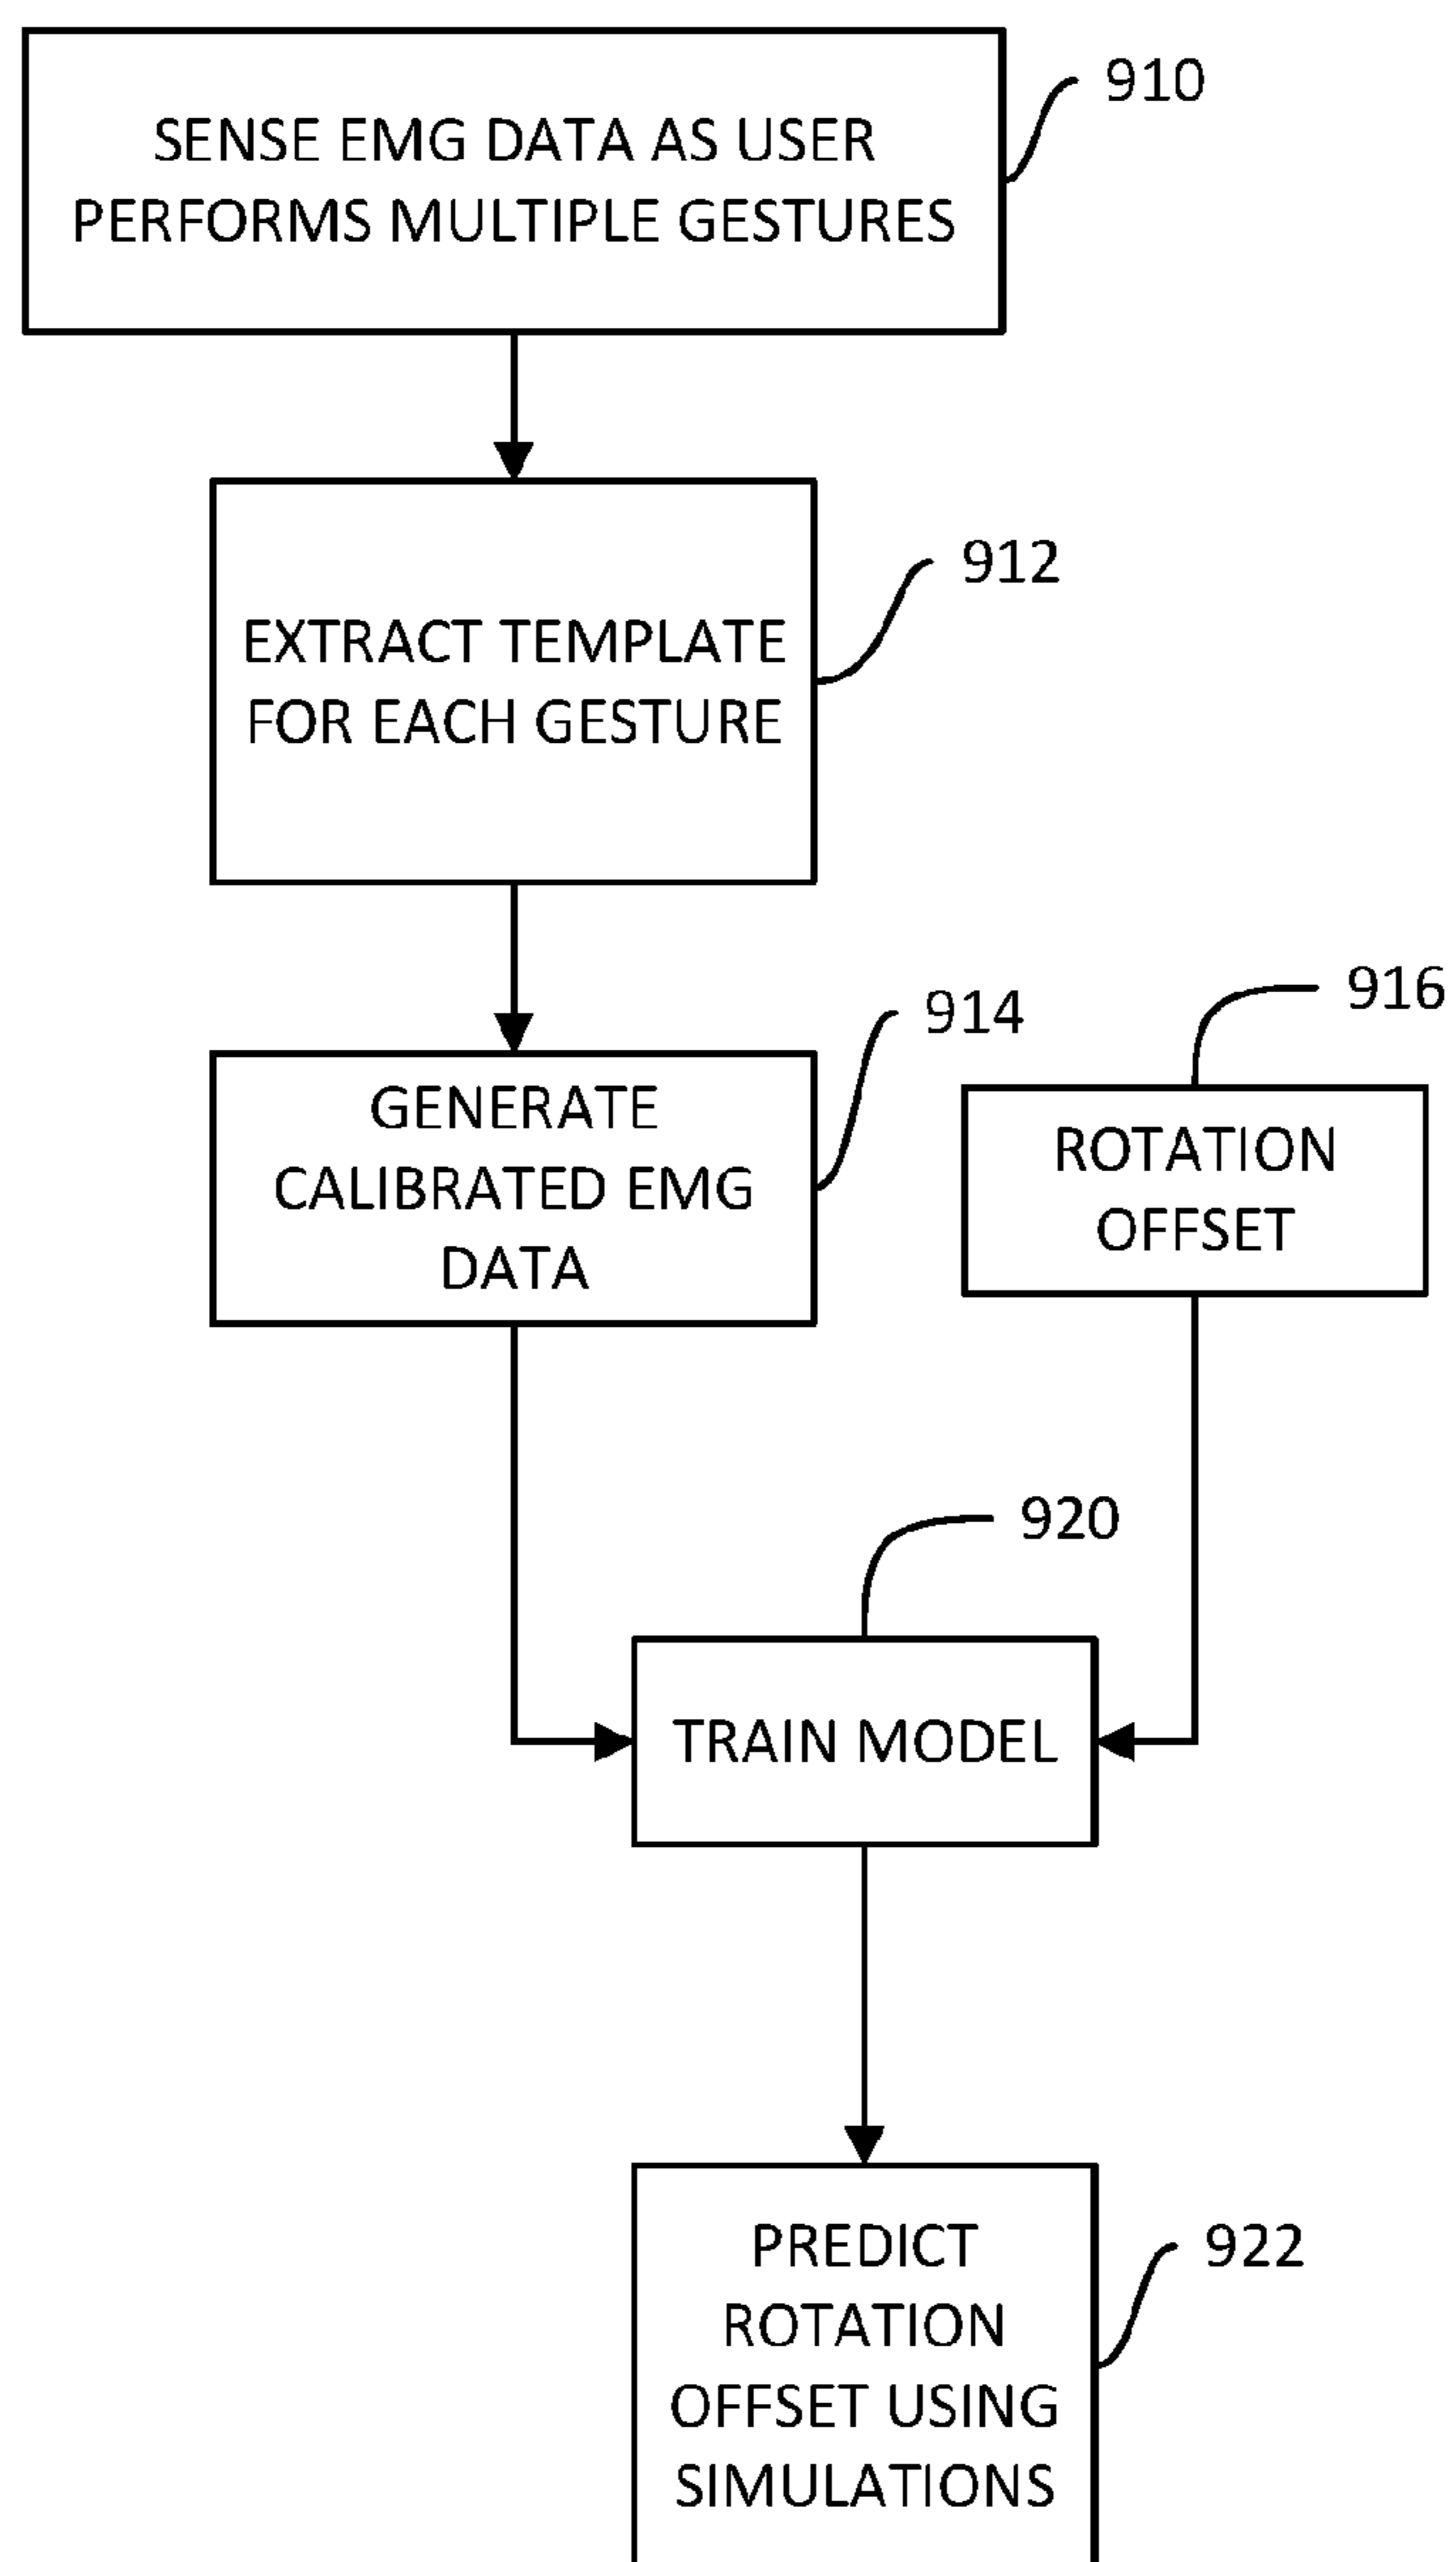 910
SENSE EMG DATA AS USER
PERFORMS MULTIPLE GESTURES
912
EXTRACT TEMPLATE
FOR EACH GESTURE
914
GENERATE
CALIBRATED EMG
DATA
916
ROTATION
OFFSET
920
TRAIN MODEL
922
PREDICT
ROTATION
OFFSET USING
SIMULATIONS